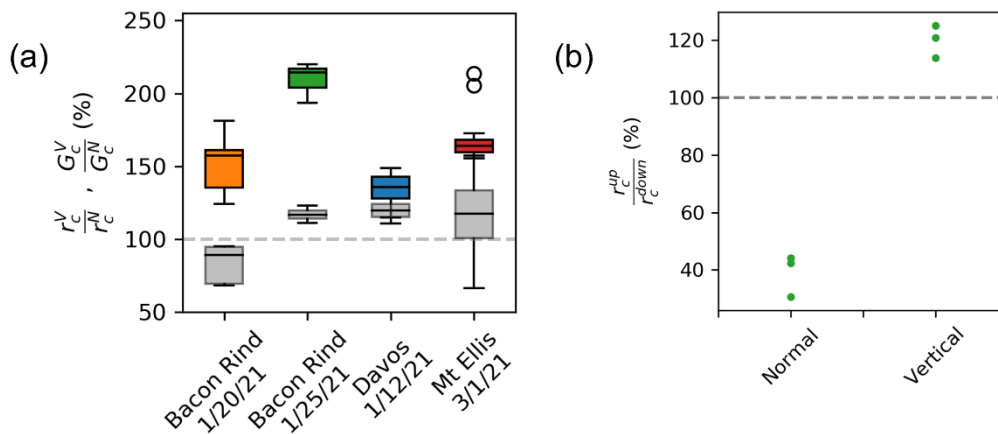 (a)
r_c^V / r_c^N , G_c^V / G_c^N (%)
250
200
150
100
50
Bacon Rind
1/20/21
Bacon Rind
1/25/21
Davos
1/12/21
Mt Ellis
3/1/21
(b)
r_c^up / r_c^down (%)
120
100
80
60
40
Normal
Vertical